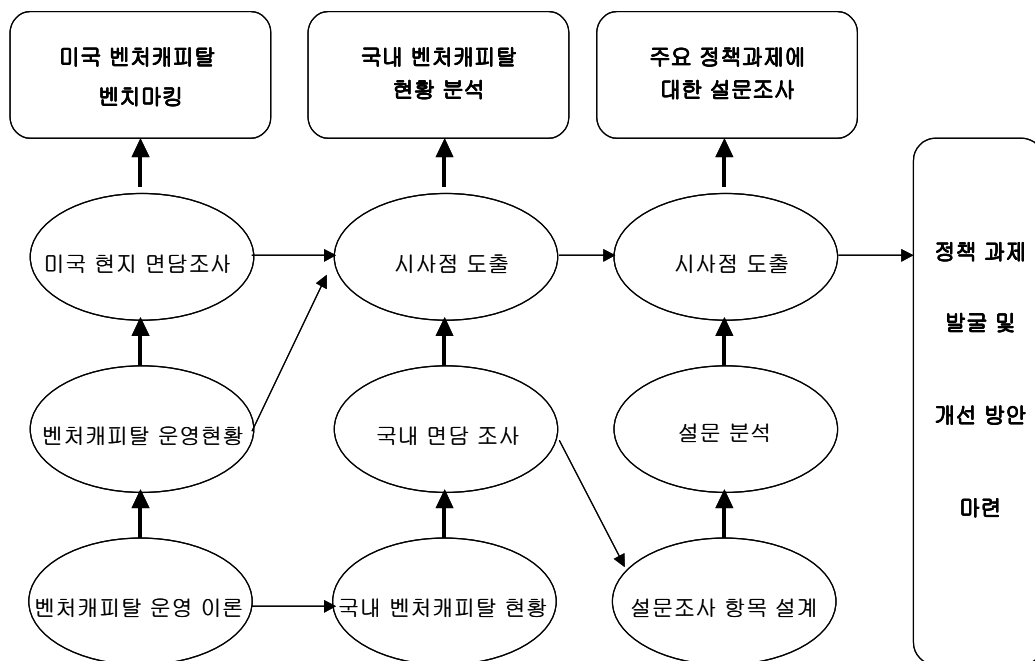 미국 벤처캐피탈
벤치마킹
국내 벤처캐피탈
현황 분석
주요 정책과제에
대한 설문조사
미국 현지 면담조사
시사점 도출
시사점 도출
벤처캐피탈 운영현황
국내 면담 조사
설문 분석
벤처캐피탈 운영 이론
국내 벤처캐피탈 현황
설문조사 항목 설계
정책 과제
발굴 및
개선 방안
마련